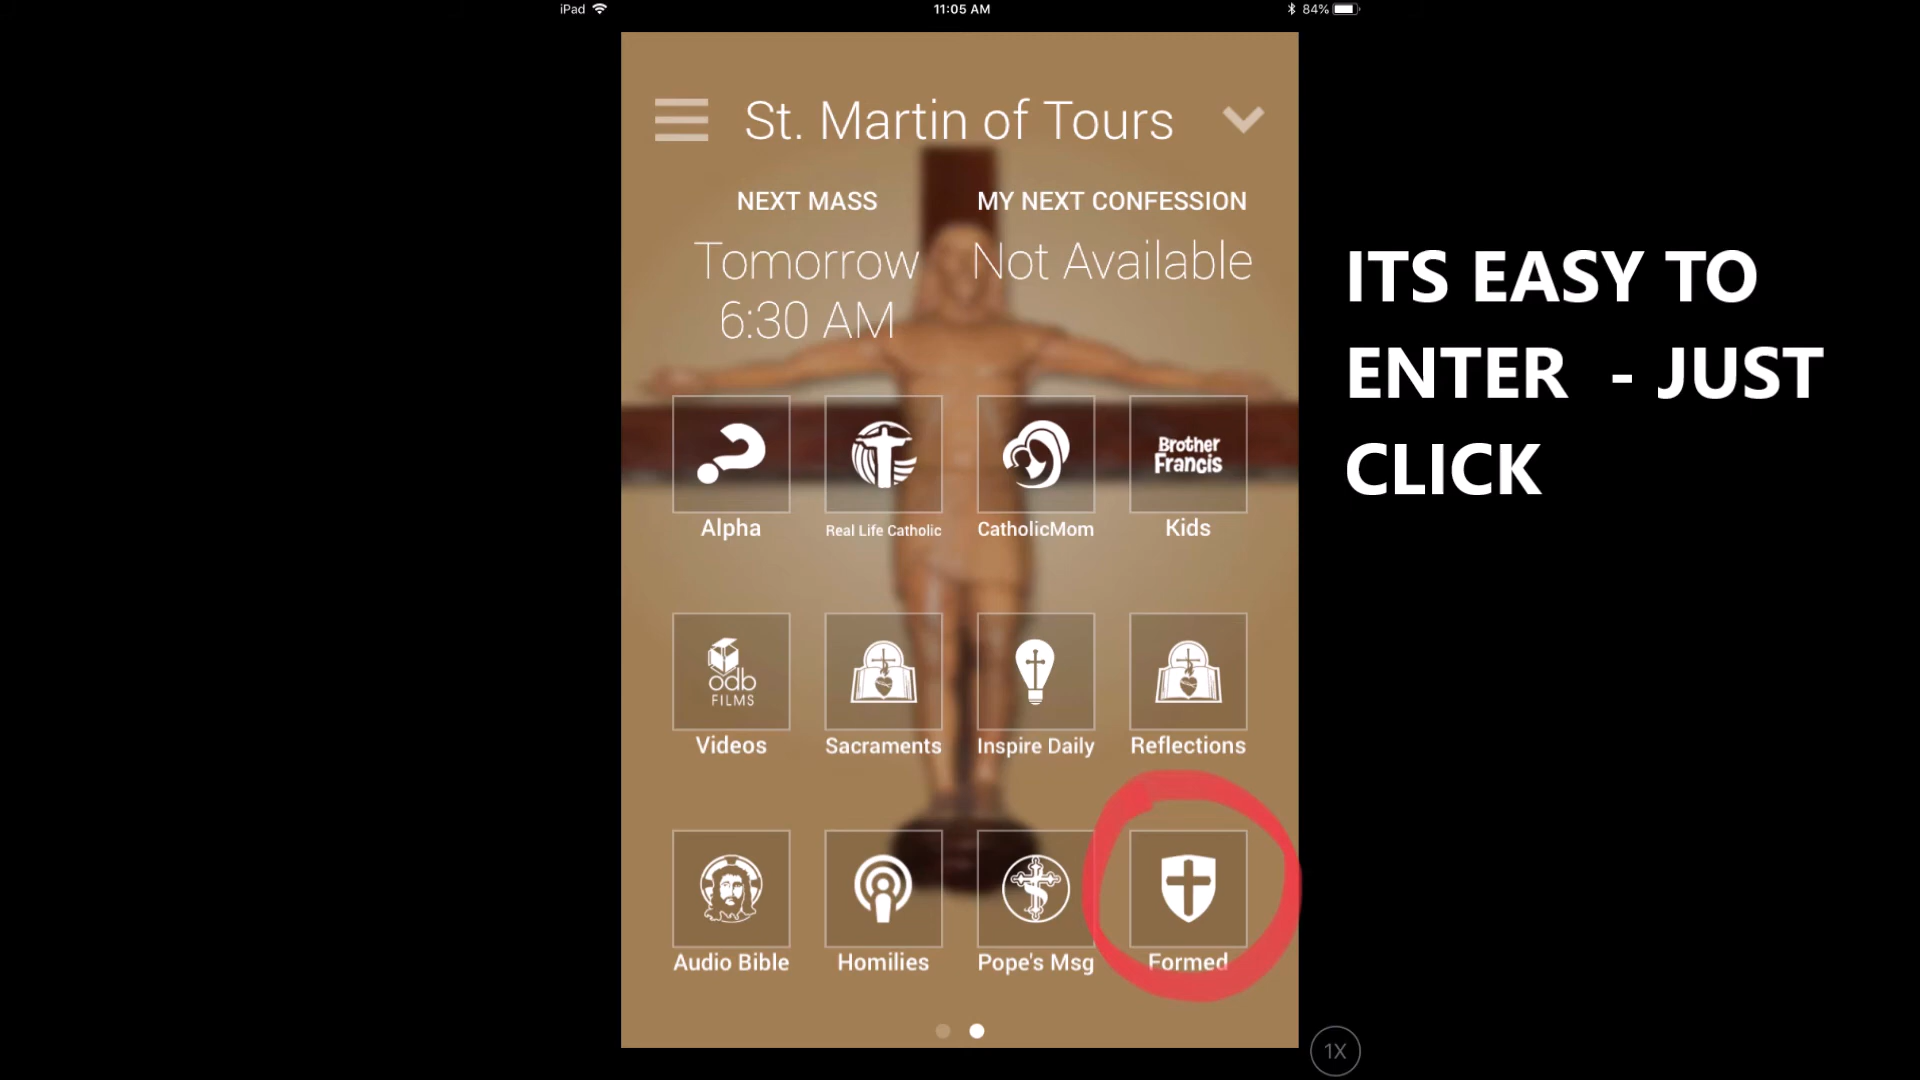 iPad 11:05 AM 84%
St. Martin of Tours
NEXT MASS MY NEXT CONFESSION
Tomorrow Not Available
6:30 AM
ITS EASY TO
ENTER - JUST
CLICK
Brother
Francis
Alpha Real Life Catholic CatholicMom Kids
odb
FILMS
Videos Sacraments Inspire Daily Reflections
Audio Bible Homilies Pope's Msg Formed
1X